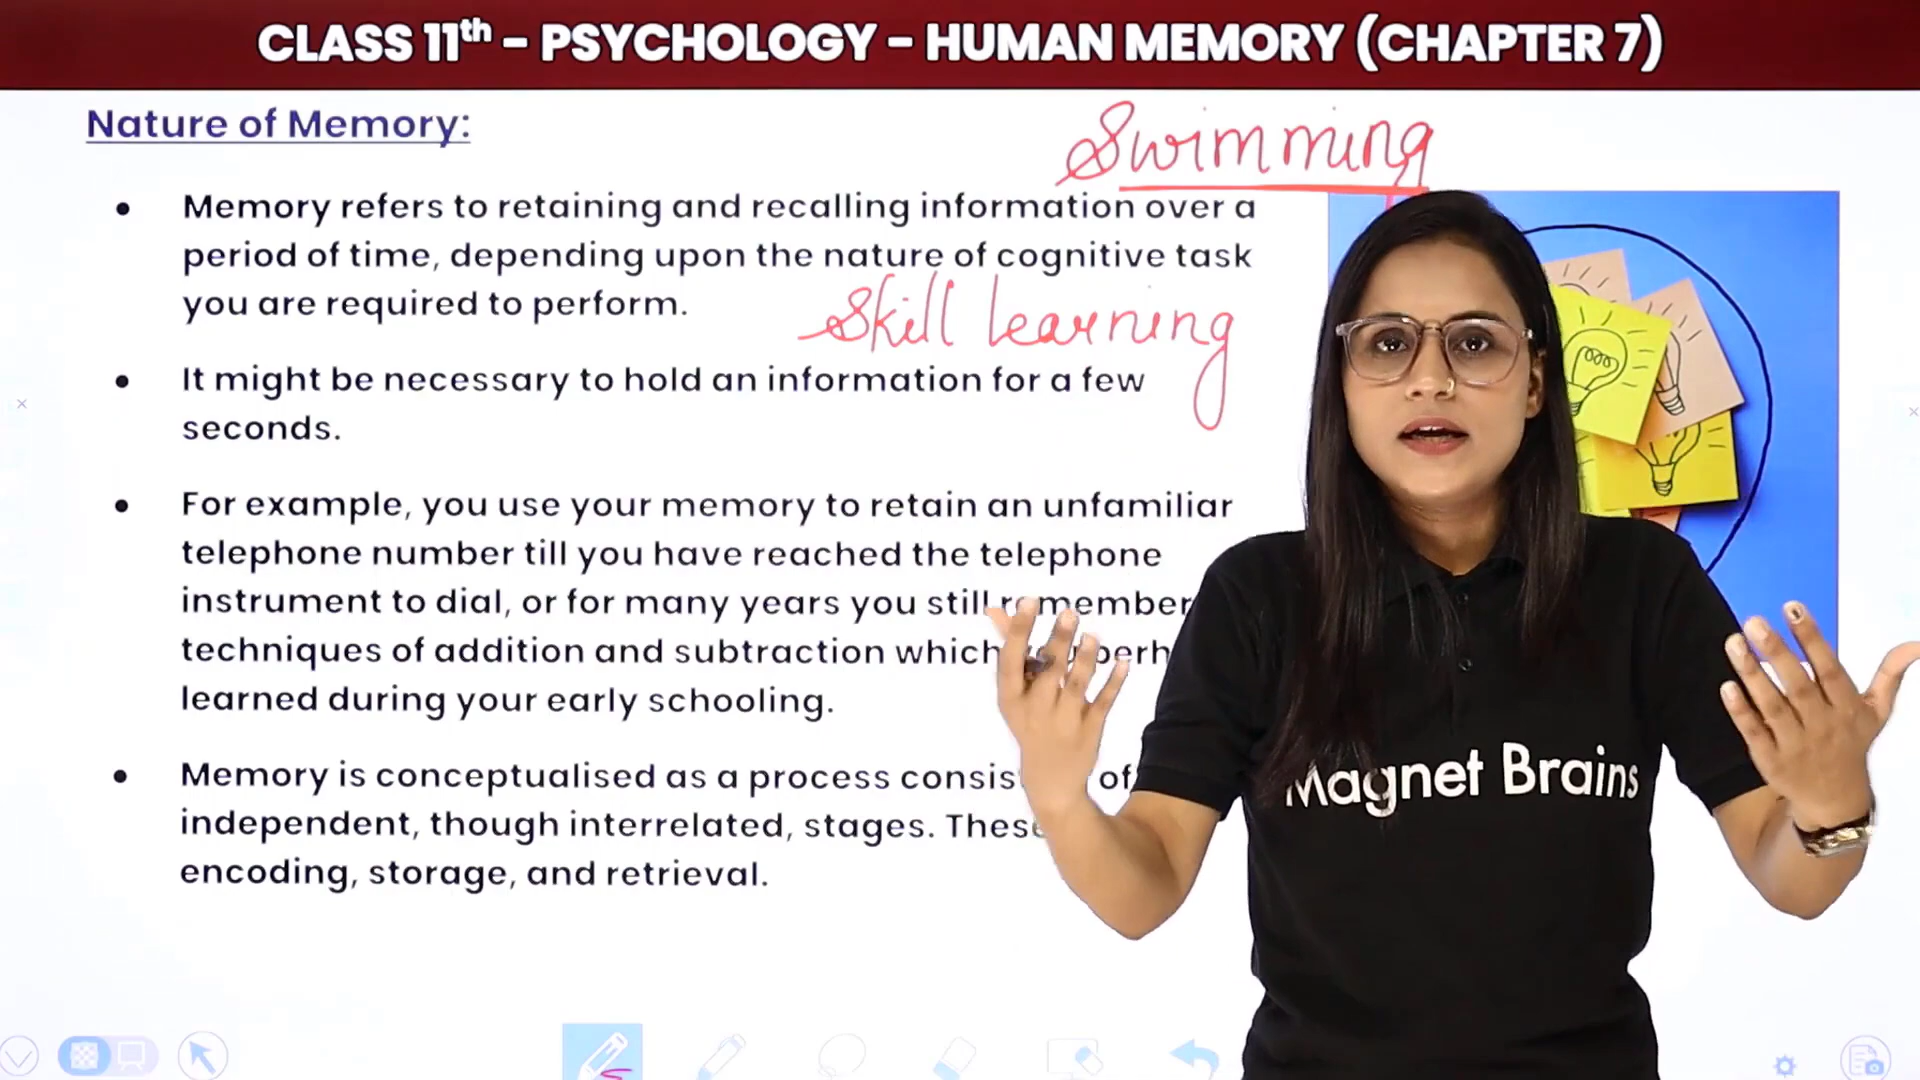 CLASS 11th - PSYCHOLOGY - HUMAN MEMORY (CHAPTER 7)
Nature of Memory:
Swimming
• Memory refers to retaining and recalling information over a
period of time, depending upon the nature of cognitive task
you are required to perform.
Skill learning
• It might be necessary to hold an information for a few
seconds.
• For example, you use your memory to retain an unfamiliar
telephone number till you have reached the telephone
instrument to dial, or for many years you still remember
techniques of addition and subtraction which
learned during your early schooling.
• Memory is conceptualised as a process of
independent, though interrelated, stages. These
encoding, storage, and retrieval.
Magnet Brains